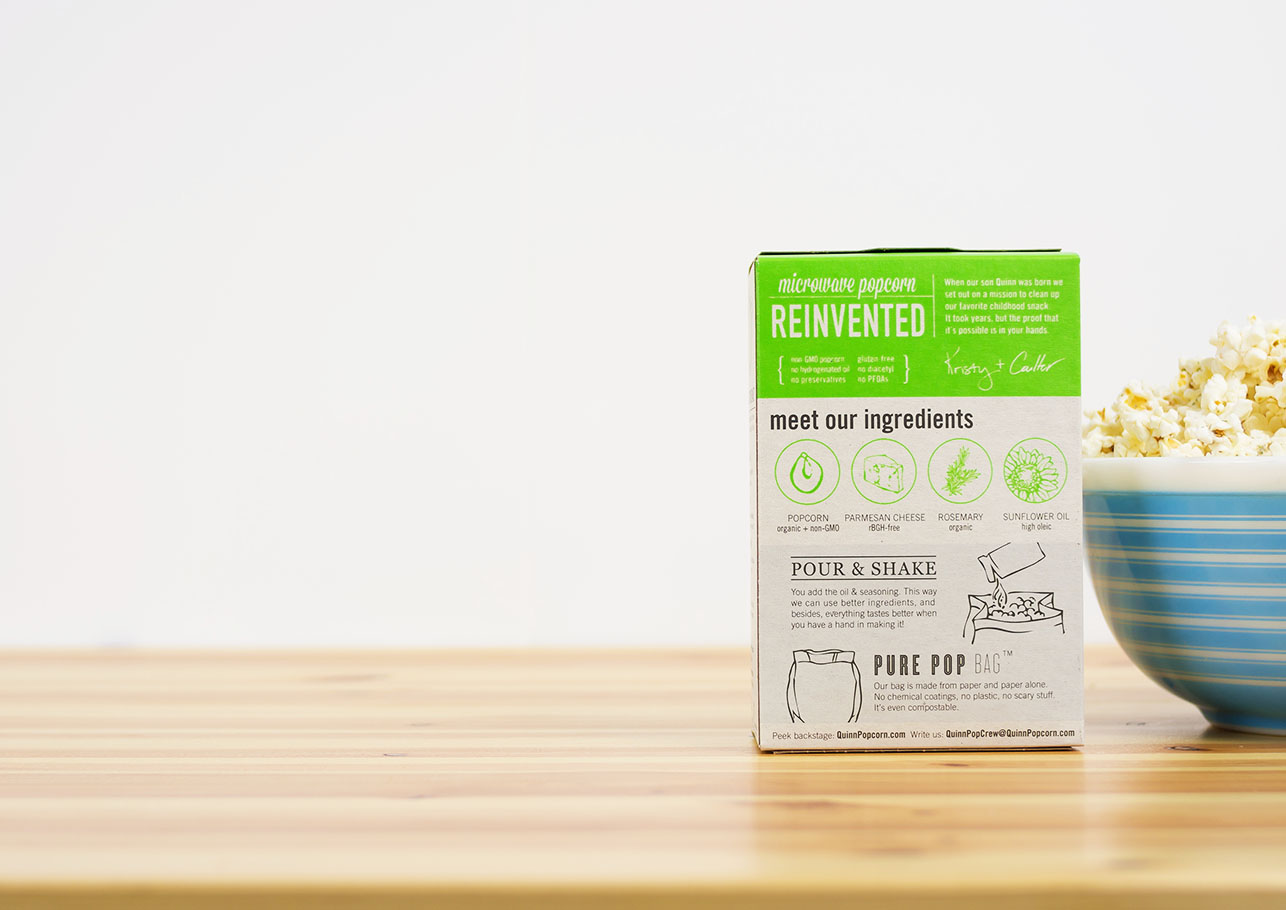 microwave popcorn
REINVENTED
When our son Quinn was born we
set out on a mission to clean up
our favorite childhood snack.
It took years, but the proof that
it's possible is in your hands.
non GMO popcorn gluten free
no hydrogenated oil no diacetyl
no preservatives no PFOAs
Kristy + Coulter
meet our ingredients
POPCORN
organic + non-GMO
PARMESAN CHEESE
rBGH-free
ROSEMARY
organic
SUNFLOWER OIL
high oleic
POUR & SHAKE
You add the oil & seasoning. This way
we can use better ingredients, and
besides, everything tastes better when
you have a hand in making it!
PURE POP BAG™
Our bag is made from paper and paper alone.
No chemical coatings, no plastic, no scary stuff.
It's even compostable.
Peek backstage: QuinnPopcorn.com Write us: QuinnPopCrew@QuinnPopcorn.com